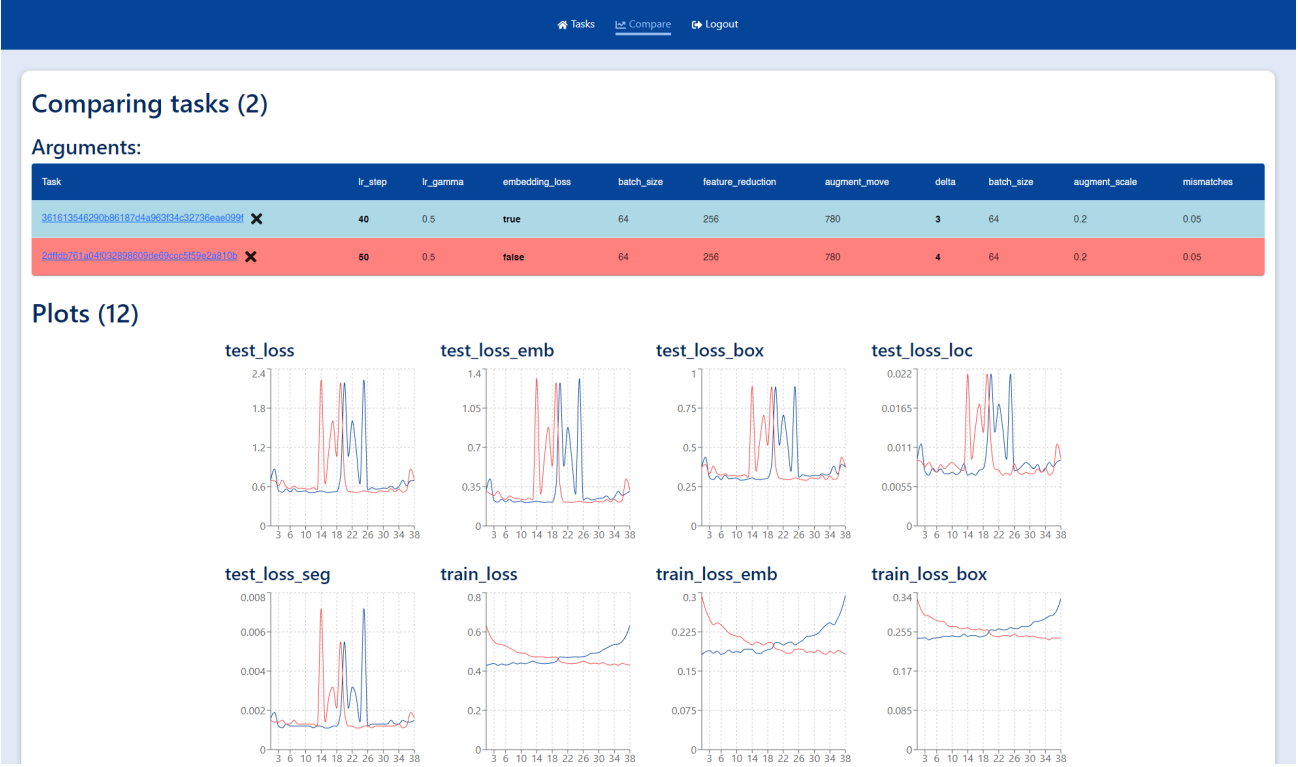 Tasks Compare Logout
Comparing tasks (2)
Arguments:
Task lr_step lr_gamma embedding_loss batch_size feature_reduction augment_move delta batch_size augment_scale mismatches
361613546290b86187d4a963f34c32736eae099f 40 0.5 true 64 256 780 3 64 0.2 0.05
2dffdb761a04f032898609de69ccc5f59e2a810b 50 0.5 false 64 256 780 4 64 0.2 0.05
Plots (12)
test_loss test_loss_emb test_loss_box test_loss_loc
2.4 1.4 1 0.022
1.8 1.05 0.75 0.0165
1.2 0.7 0.5 0.011
0.6 0.35 0.25 0.0055
0 0 0 0
3 6 10 14 18 22 26 30 34 38 3 6 10 14 18 22 26 30 34 38 3 6 10 14 18 22 26 30 34 38 3 6 10 14 18 22 26 30 34 38
test_loss_seg train_loss train_loss_emb train_loss_box
0.008 0.8 0.3 0.34
0.006 0.6 0.225 0.255
0.004 0.4 0.15 0.17
0.002 0.2 0.075 0.085
0 0 0 0
3 6 10 14 18 22 26 30 34 38 3 6 10 14 18 22 26 30 34 38 3 6 10 14 18 22 26 30 34 38 3 6 10 14 18 22 26 30 34 38